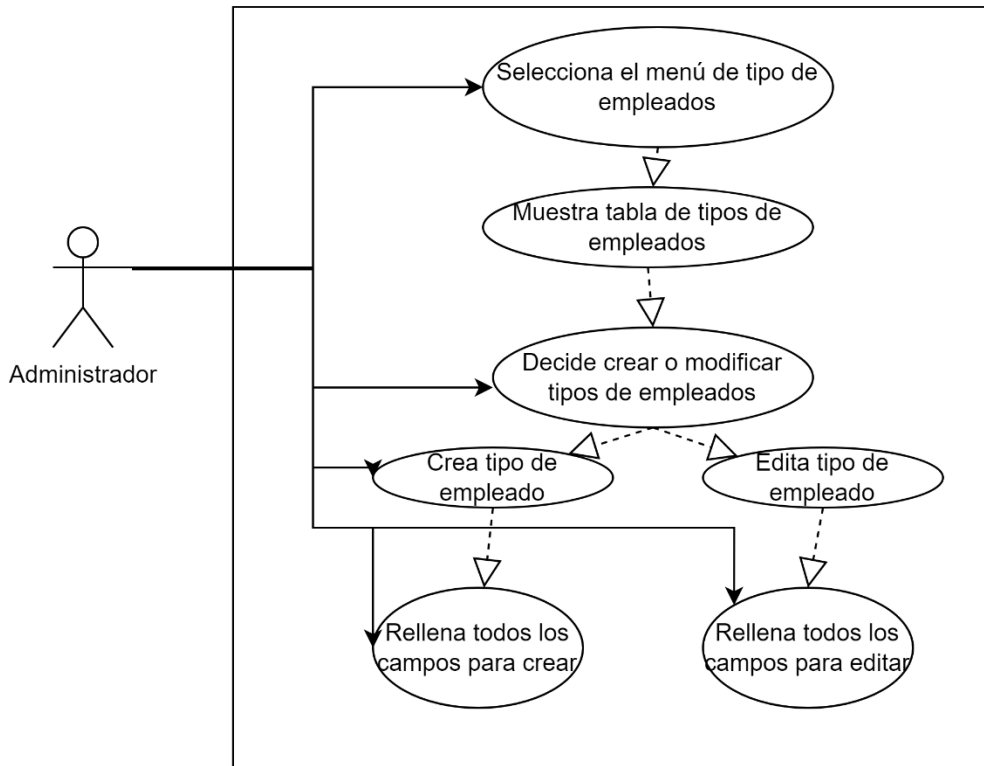 Selecciona el menú de tipo de
empleados
Muestra tabla de tipos de
empleados
Administrador
Decide crear o modificar
tipos de empleados
Crea tipo de
empleado
Edita tipo de
empleado
Rellena todos los
campos para crear
Rellena todos los
campos para editar